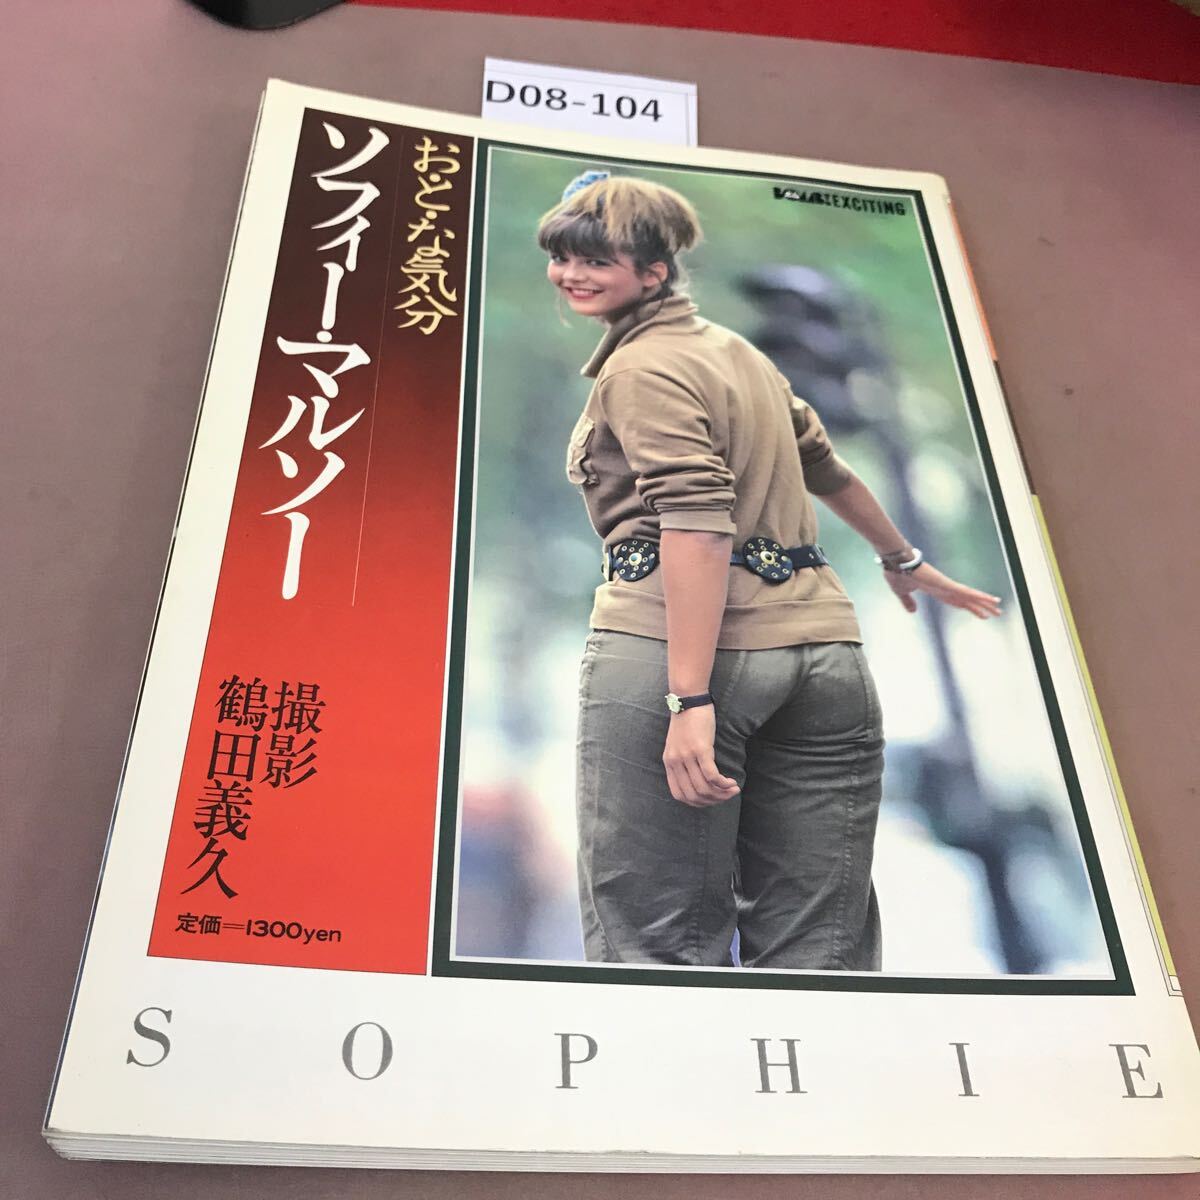 D08-104
お・と・な気分
ソフィー・マルソー
EXCITING
撮影
鶴田義久
定価=1300yen
SOPHIE